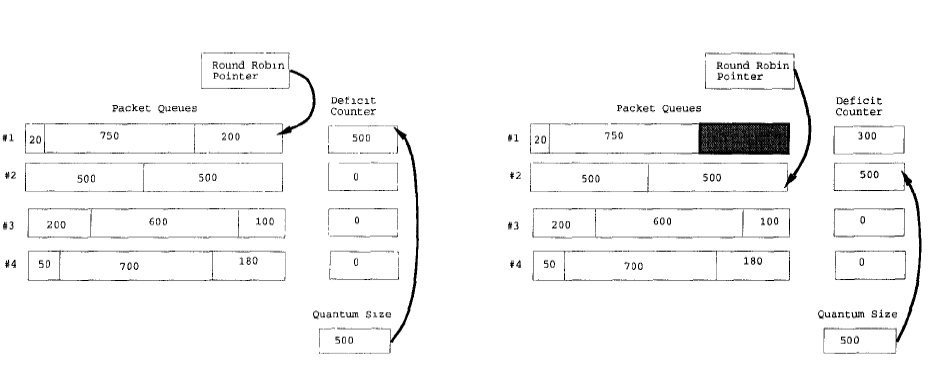 Round Robin
Pointer
Packet Queues
Deficit
Counter
#1 20 750 200 500
#2 500 500 0
#3 200 600 100 0
#4 50 700 180 0
Quantum Size
500
Round Robin
Pointer
Packet Queues
Deficit
Counter
#1 20 750 300
#2 500 500 500
#3 200 600 100 0
#4 50 700 180 0
Quantum Size
500